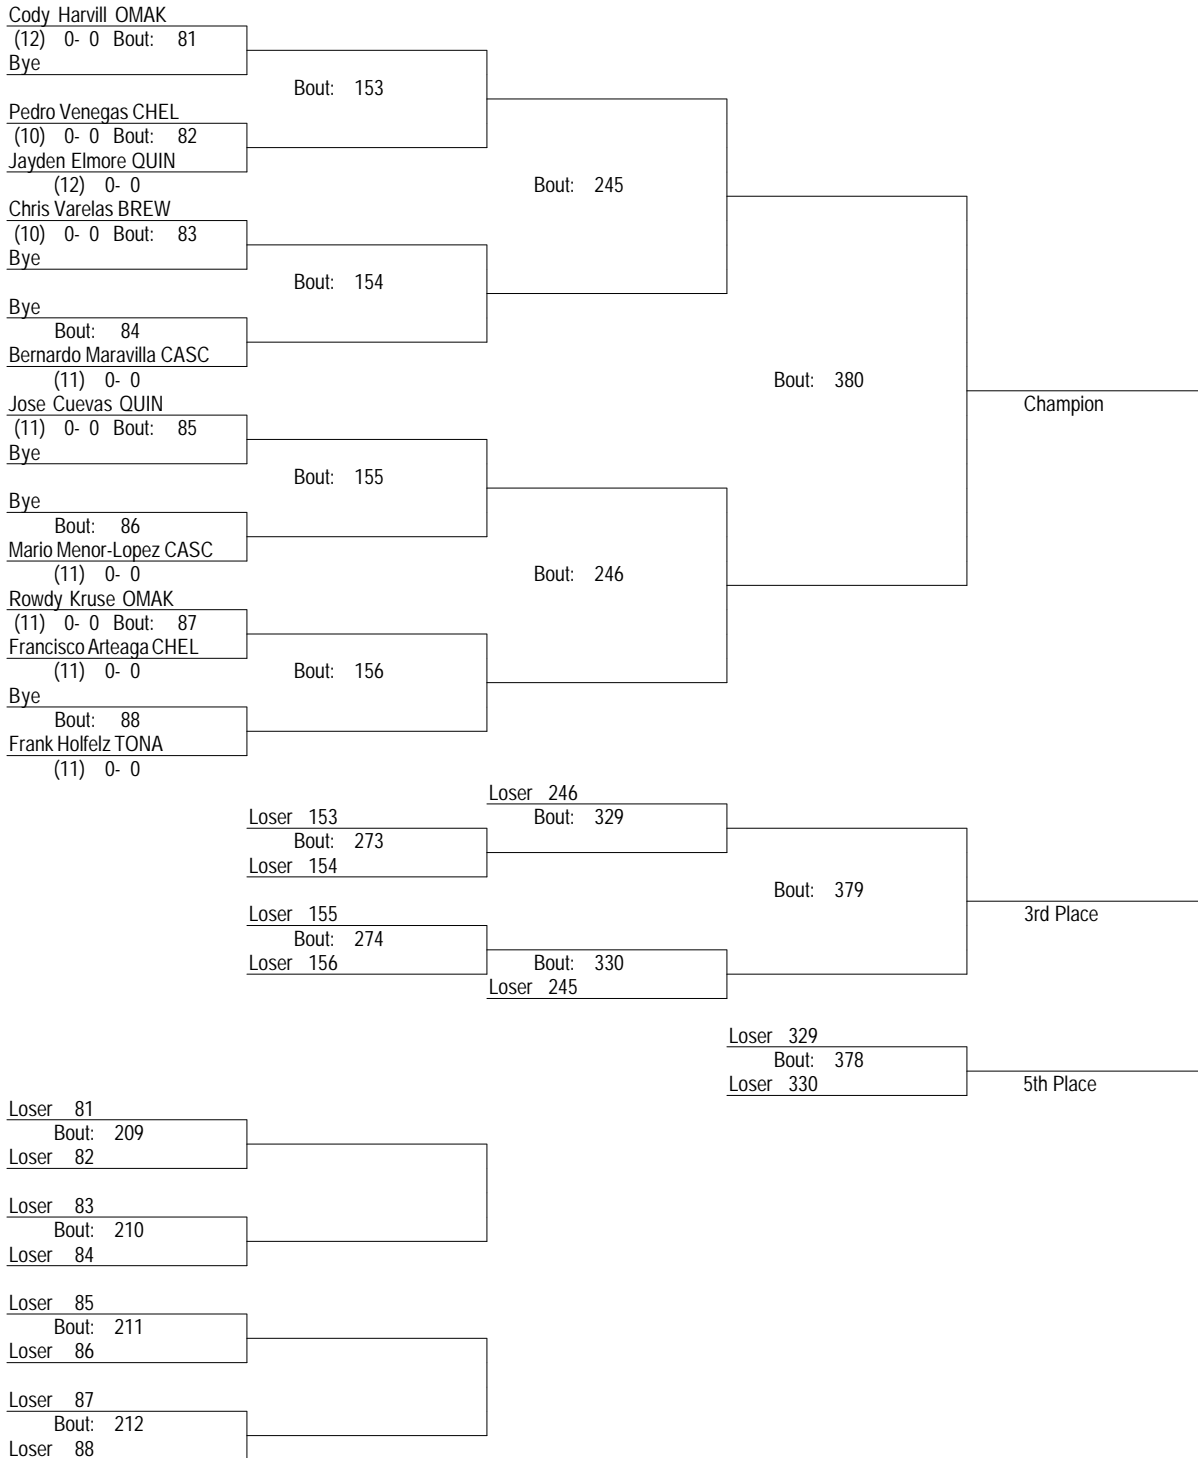 Cody Harvill OMAK
(12) 0- 0 Bout: 81
Bye
Bout: 153
Pedro Venegas CHEL
(10) 0- 0 Bout: 82
Jayden Elmore QUIN
(12) 0- 0
Bout: 245
Chris Varelas BREW
(10) 0- 0 Bout: 83
Bye
Bout: 154
Bye
Bout: 84
Bernardo Maravilla CASC
(11) 0- 0
Bout: 380
Jose Cuevas QUIN
Champion
(11) 0- 0 Bout: 85
Bye
Bout: 155
Bye
Bout: 86
Mario Menor-Lopez CASC
(11) 0- 0
Bout: 246
Rowdy Kruse OMAK
(11) 0- 0 Bout: 87
Francisco Arteaga CHEL
(11) 0- 0
Bout: 156
Bye
Bout: 88
Frank Holfelz TONA
(11) 0- 0
Loser 246
Loser 153
Bout: 329
Bout: 273
Loser 154
Bout: 379
Loser 155
3rd Place
Bout: 274
Loser 156
Bout: 330
Loser 245
Loser 329
Bout: 378
Loser 330
5th Place
Loser 81
Bout: 209
Loser 82
Loser 83
Bout: 210
Loser 84
Loser 85
Bout: 211
Loser 86
Loser 87
Bout: 212
Loser 88